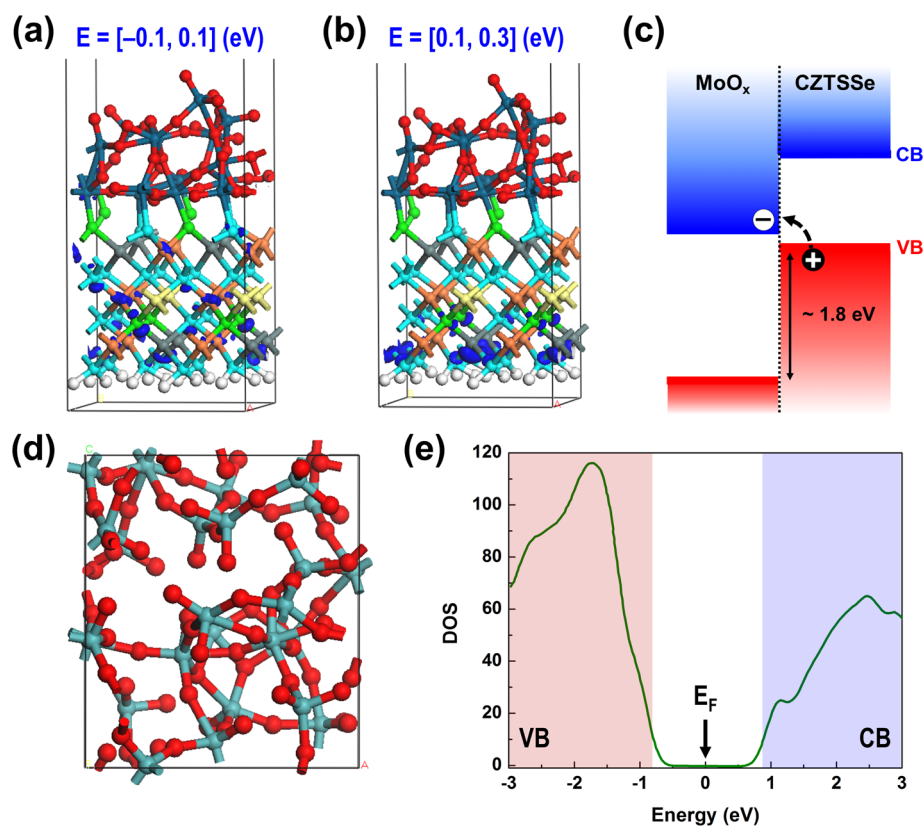 (a)
E = [–0.1, 0.1] (eV)
(b)
E = [0.1, 0.3] (eV)
(c)
MoOₓ
CZTSSe
CB
−
VB
+
~ 1.8 eV
A
A
(d)
C
A
(e)
120
100
80
60
40
20
0
DOS
VB
E_F
CB
-3
-2
-1
0
1
2
3
Energy (eV)